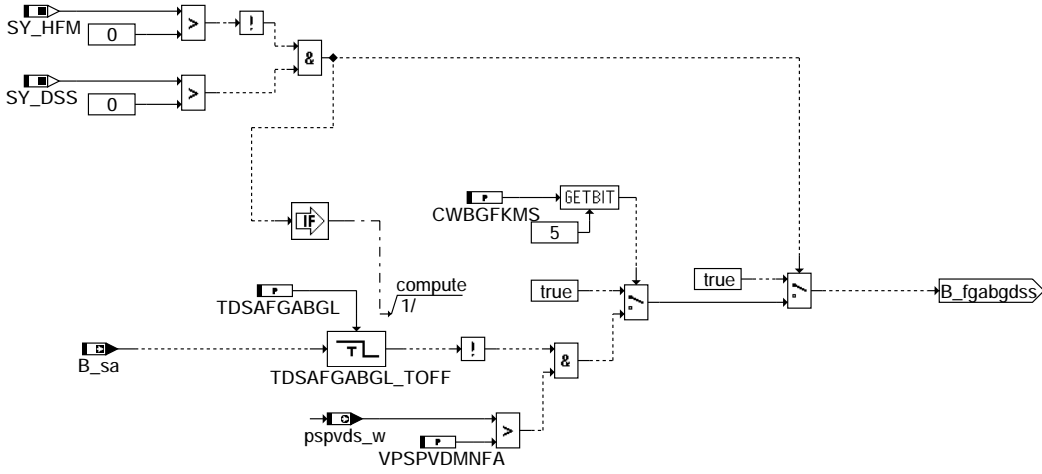 SY_HFM
0
>
!
&
SY_DSS
0
>
P
CWBGFKMS
GETBIT
5
IF
compute
1/
P
TDSAFGABGL
true
true
B_fgabgdss
B_sa
T
TDSAFGABGL_TOFF
!
&
pspvds_w
>
P
VPSPVDMNFA